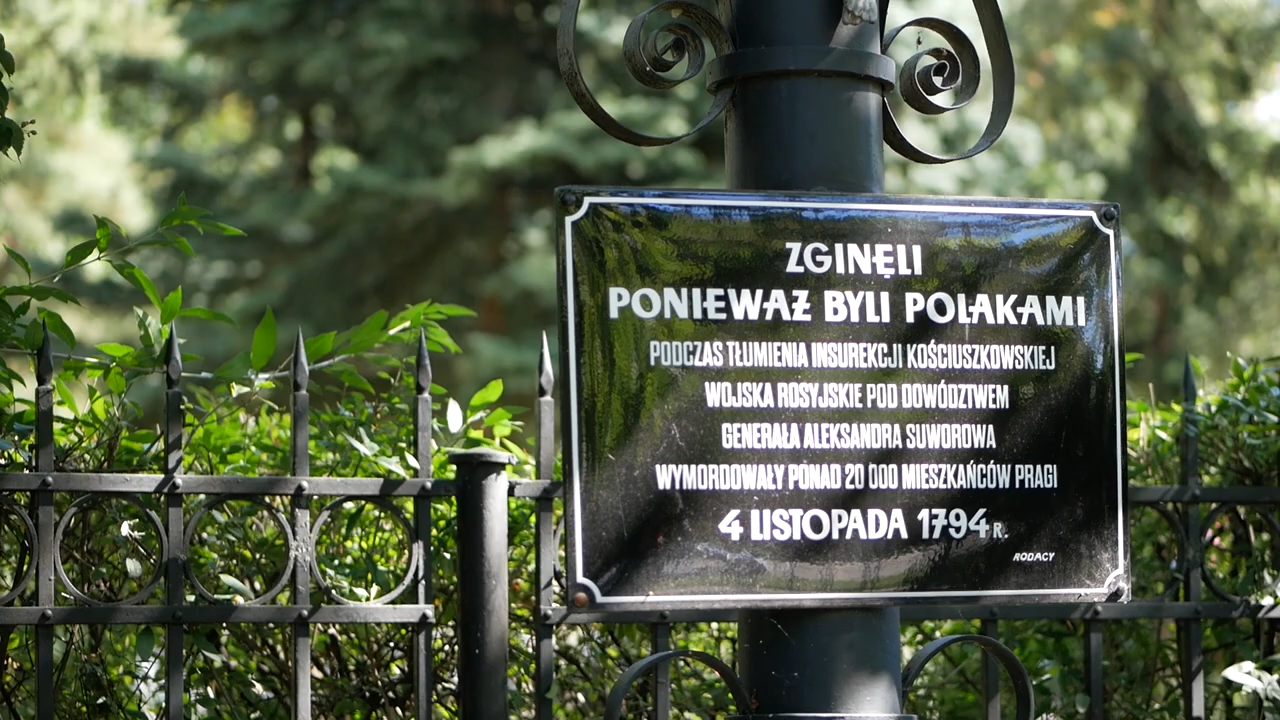 ZGINĘLI
PONIEWAŻ BYLI POLAKAMI
PODCZAS TŁUMIENIA INSUREKCJI KOŚCIUSZKOWSKIEJ
WOJSKA ROSYJSKIE POD DOWÓDZTWEM
GENERAŁA ALEKSANDRA SUWOROWA
WYMORDOWAŁY PONAD 20 000 MIESZKAŃCÓW PRAGI
4 LISTOPADA 1794 R.
RODACY